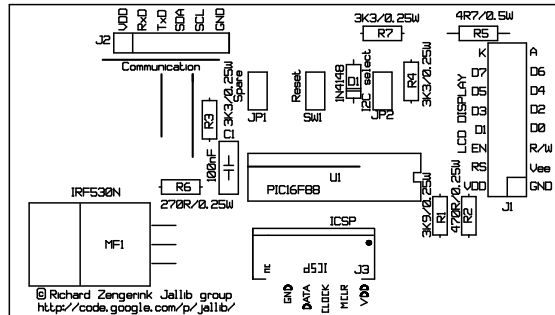 VDD
RxD
TxD
SDA
SCL
GND
J2
Communication
3K3/0.25W
R7
4R7/0.5W
R5
3K3/0.25W
R3
Spare
JP1
Reset
SW1
1N4148
D1
I2C select
JP2
R4
3K3/0.25W
LCD DISPLAY
K A
D7 D6
D5 D4
D3 D2
D1 D0
EN R/W
RS Vee
VDD GND
J1
C1
100nF
U1
PIC16F88
R6
270R/0.25W
3K9/0.25W
R1
470R/0.25W
R2
IRF530N
MF1
ICSP
ICSP
J3
GND
DATA
CLOCK
MCLR
VDD
© Richard Zengerink Jallib group
http://code.google.com/p/jallib/